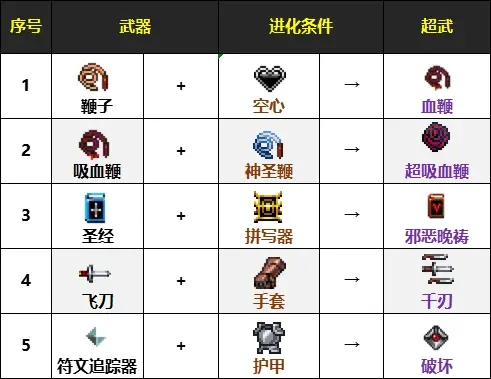 序号 武器 进化条件 超武
1 鞭子 + 空心 → 血鞭
2 吸血鞭 + 神圣鞭 → 超吸血鞭
3 圣经 + 拼写器 → 邪恶晚祷
4 飞刀 + 手套 → 千刃
5 符文追踪器 + 护甲 → 破坏